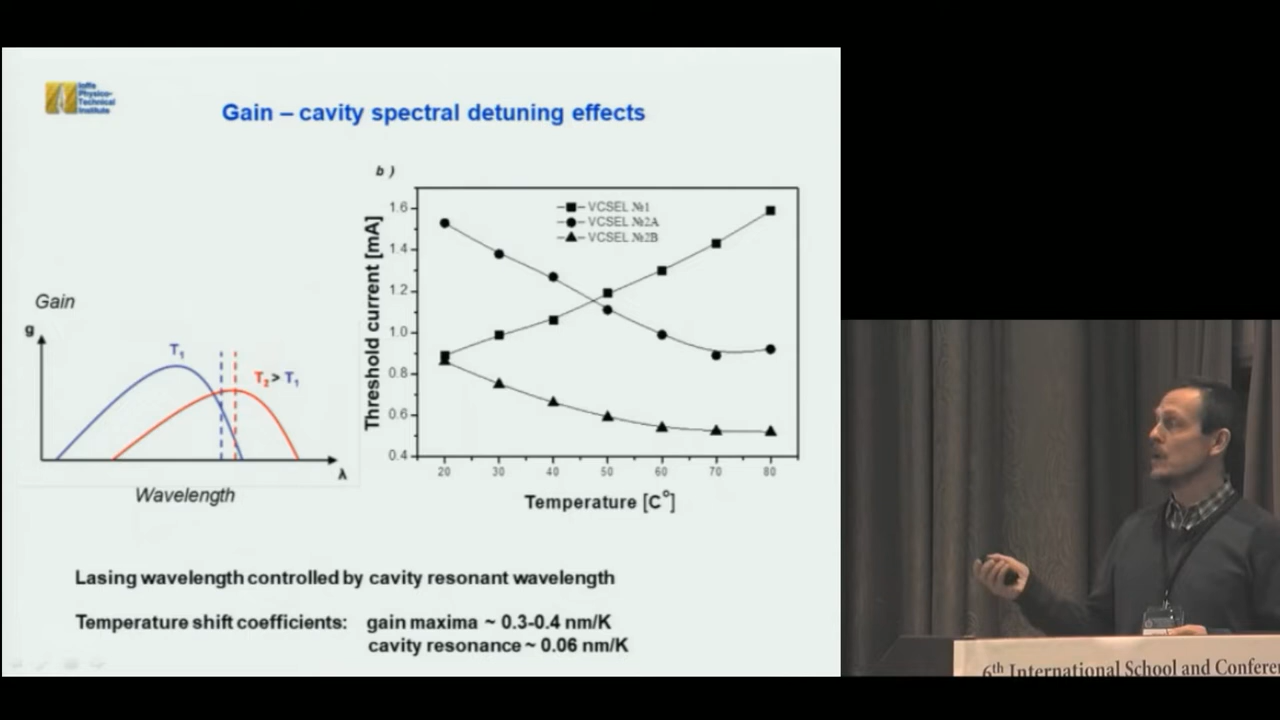 Ioffe
Physico-
Technical
Institute
Gain – cavity spectral detuning effects
b)
VCSEL №1
VCSEL №2A
VCSEL №2B
Threshold current [mA]
1.6
1.4
1.2
1.0
0.8
0.6
0.4
20 30 40 50 60 70 80
Temperature [C°]
Gain
g
T₁
T₂ > T₁
λ
Wavelength
Lasing wavelength controlled by cavity resonant wavelength
Temperature shift coefficients: gain maxima ~ 0.3-0.4 nm/K
cavity resonance ~ 0.06 nm/K
6th International School and Confere